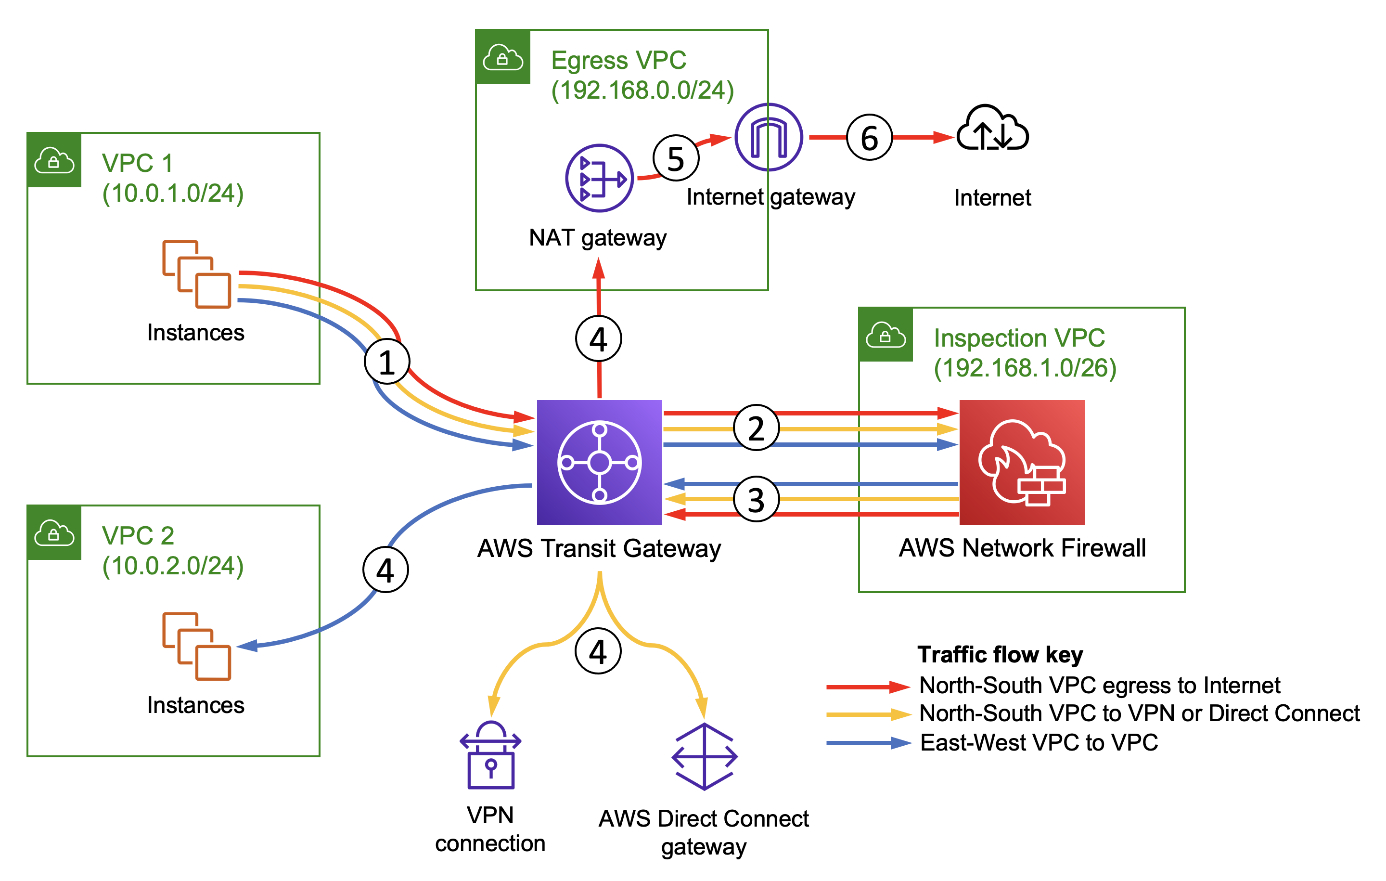 Egress VPC
(192.168.0.0/24)
5
6
Internet gateway
Internet
NAT gateway
4
VPC 1
(10.0.1.0/24)
Instances
1
Inspection VPC
(192.168.1.0/26)
2
3
AWS Transit Gateway
AWS Network Firewall
VPC 2
(10.0.2.0/24)
4
Instances
4
VPN
connection
AWS Direct Connect
gateway
Traffic flow key
North-South VPC egress to Internet
North-South VPC to VPN or Direct Connect
East-West VPC to VPC